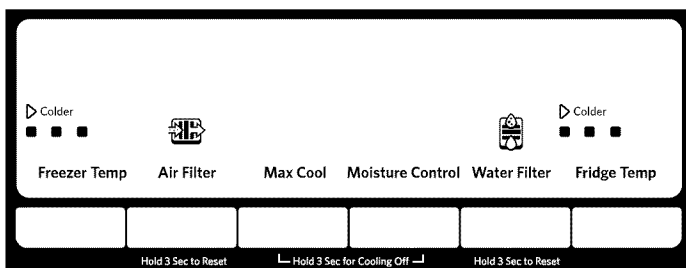 Colder Colder
Freezer Temp Air Filter Max Cool Moisture Control Water Filter Fridge Temp
Hold 3 Sec to Reset Hold 3 Sec for Cooling Off Hold 3 Sec to Reset